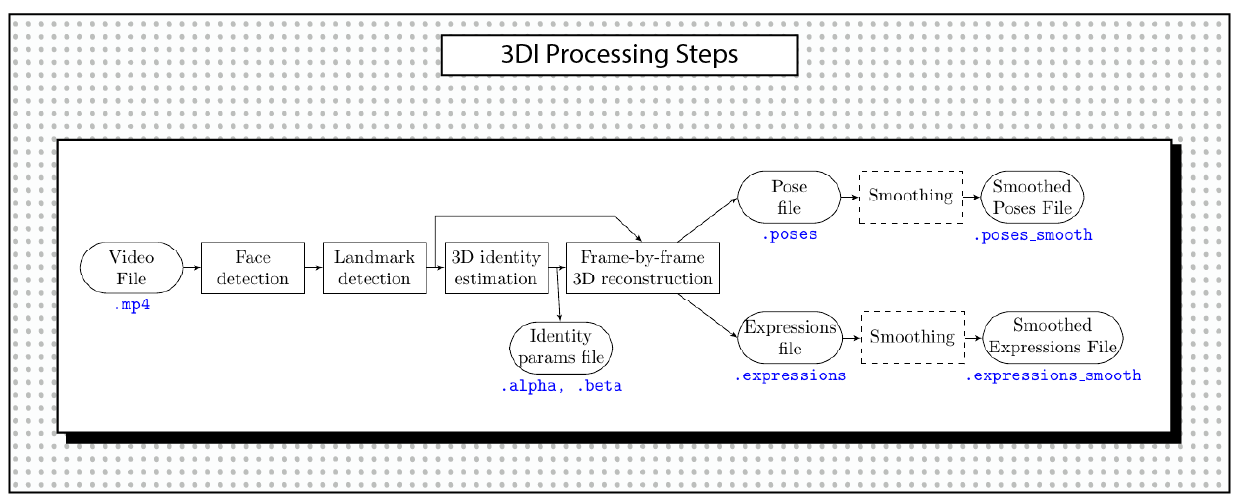 3DI Processing Steps
Video
File
.mp4
Face
detection
Landmark
detection
3D identity
estimation
Identity
params file
.alpha, .beta
Frame-by-frame
3D reconstruction
Pose
file
.poses
Smoothing
Smoothed
Poses File
.poses_smooth
Expressions
file
.expressions
Smoothing
Smoothed
Expressions File
.expressions_smooth